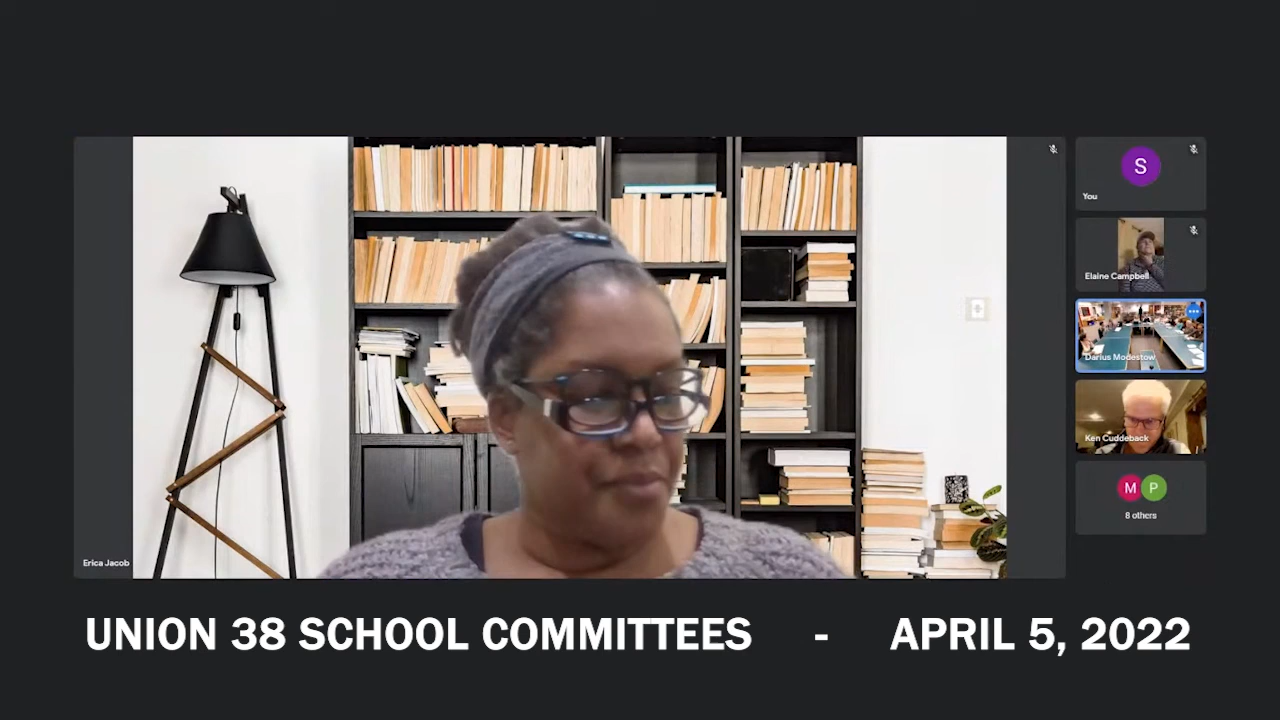 S
You
Elaine Campbell
Darius Modestow
Ken Cuddeback
M P
8 others
Erica Jacob
UNION 38 SCHOOL COMMITTEES - APRIL 5, 2022